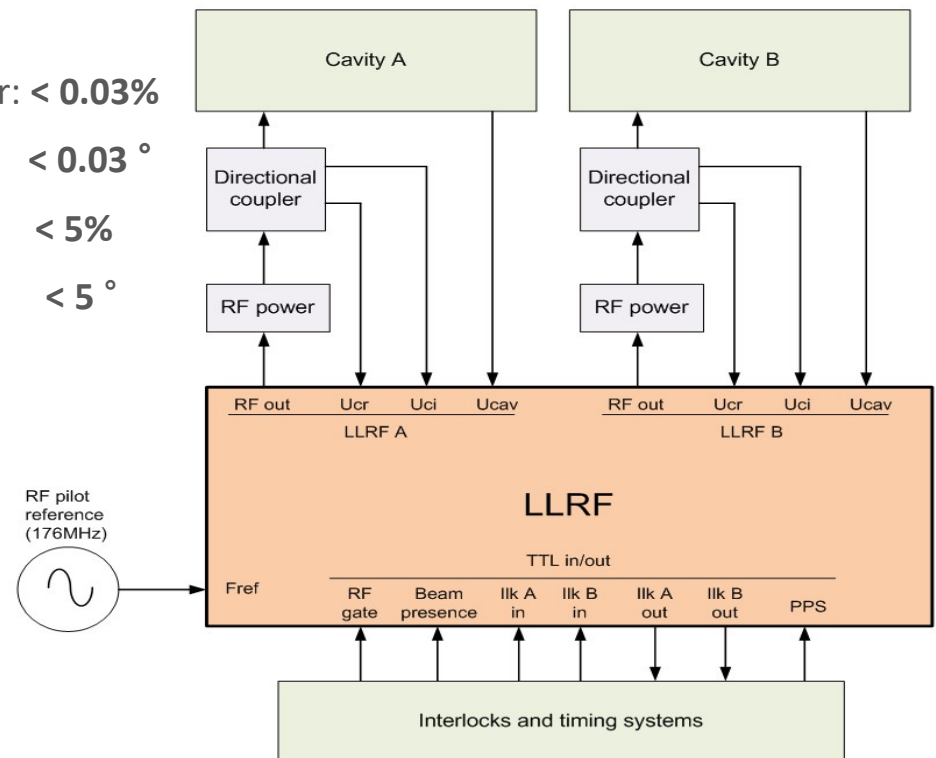 Cavity A
Cavity B
r: < 0.03%
< 0.03 °
< 5%
< 5 °
Directional
coupler
Directional
coupler
RF power
RF power
RF out Ucr Uci Ucav
RF out Ucr Uci Ucav
LLRF A
LLRF B
LLRF
RF pilot
reference
(176MHz)
Fref
TTL in/out
RF
gate
Beam
presence
Ilk A
in
Ilk B
in
Ilk A
out
Ilk B
out
PPS
Interlocks and timing systems